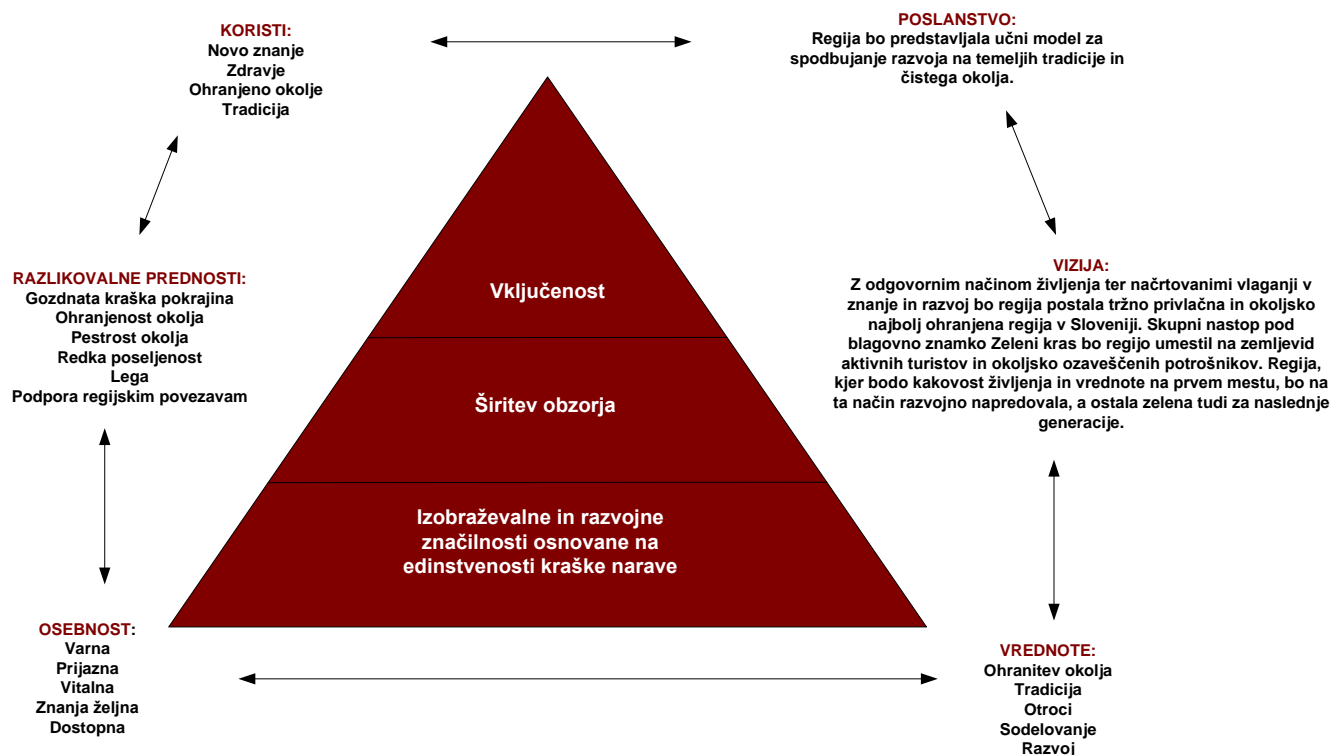 KORISTI:
Novo znanje
Zdravje
Ohranjeno okolje
Tradicija
POSLANSTVO:
Regija bo predstavljala učni model za
spodbujanje razvoja na temeljih tradicije in
čistega okolja.
RAZLIKOVALNE PREDNOSTI:
Gozdnata kraška pokrajina
Ohranjenost okolja
Pestrost okolja
Redka poseljenost
Lega
Podpora regijskim povezavam
Vključenost
Širitev obzorja
Izobraževalne in razvojne
značilnosti osnovane na
edinstvenosti kraške narave
VIZIJA:
Z odgovornim načinom življenja ter načrtovanimi vlaganji v
znanje in razvoj bo regija postala tržno privlačna in okoljsko
najbolj ohranjena regija v Sloveniji. Skupni nastop pod
blagovno znamko Zeleni kras bo regijo umestil na zemljevid
aktivnih turistov in okoljsko ozaveščenih potrošnikov. Regija,
kjer bodo kakovost življenja in vrednote na prvem mestu, bo na
ta način razvojno napredovala, a ostala zelena tudi za naslednje
generacije.
OSEBNOST:
Varna
Prijazna
Vitalna
Znanja željna
Dostopna
VREDNOTE:
Ohranitev okolja
Tradicija
Otroci
Sodelovanje
Razvoj